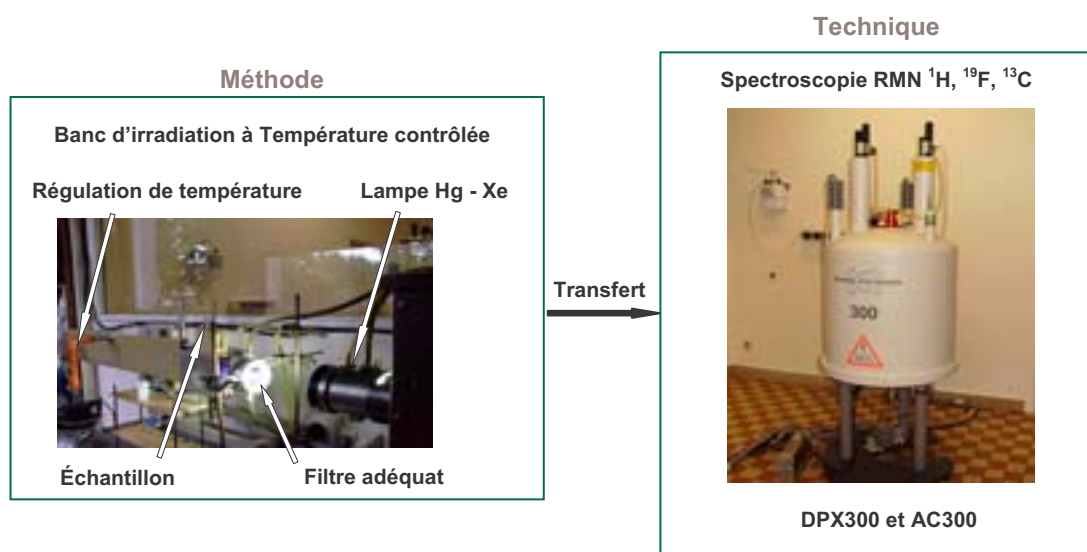 Technique
Méthode
Spectroscopie RMN ¹H, ¹⁹F, ¹³C
Banc d'irradiation à Température contrôlée
Régulation de température
Lampe Hg - Xe
Transfert
300
Échantillon
Filtre adéquat
DPX300 et AC300